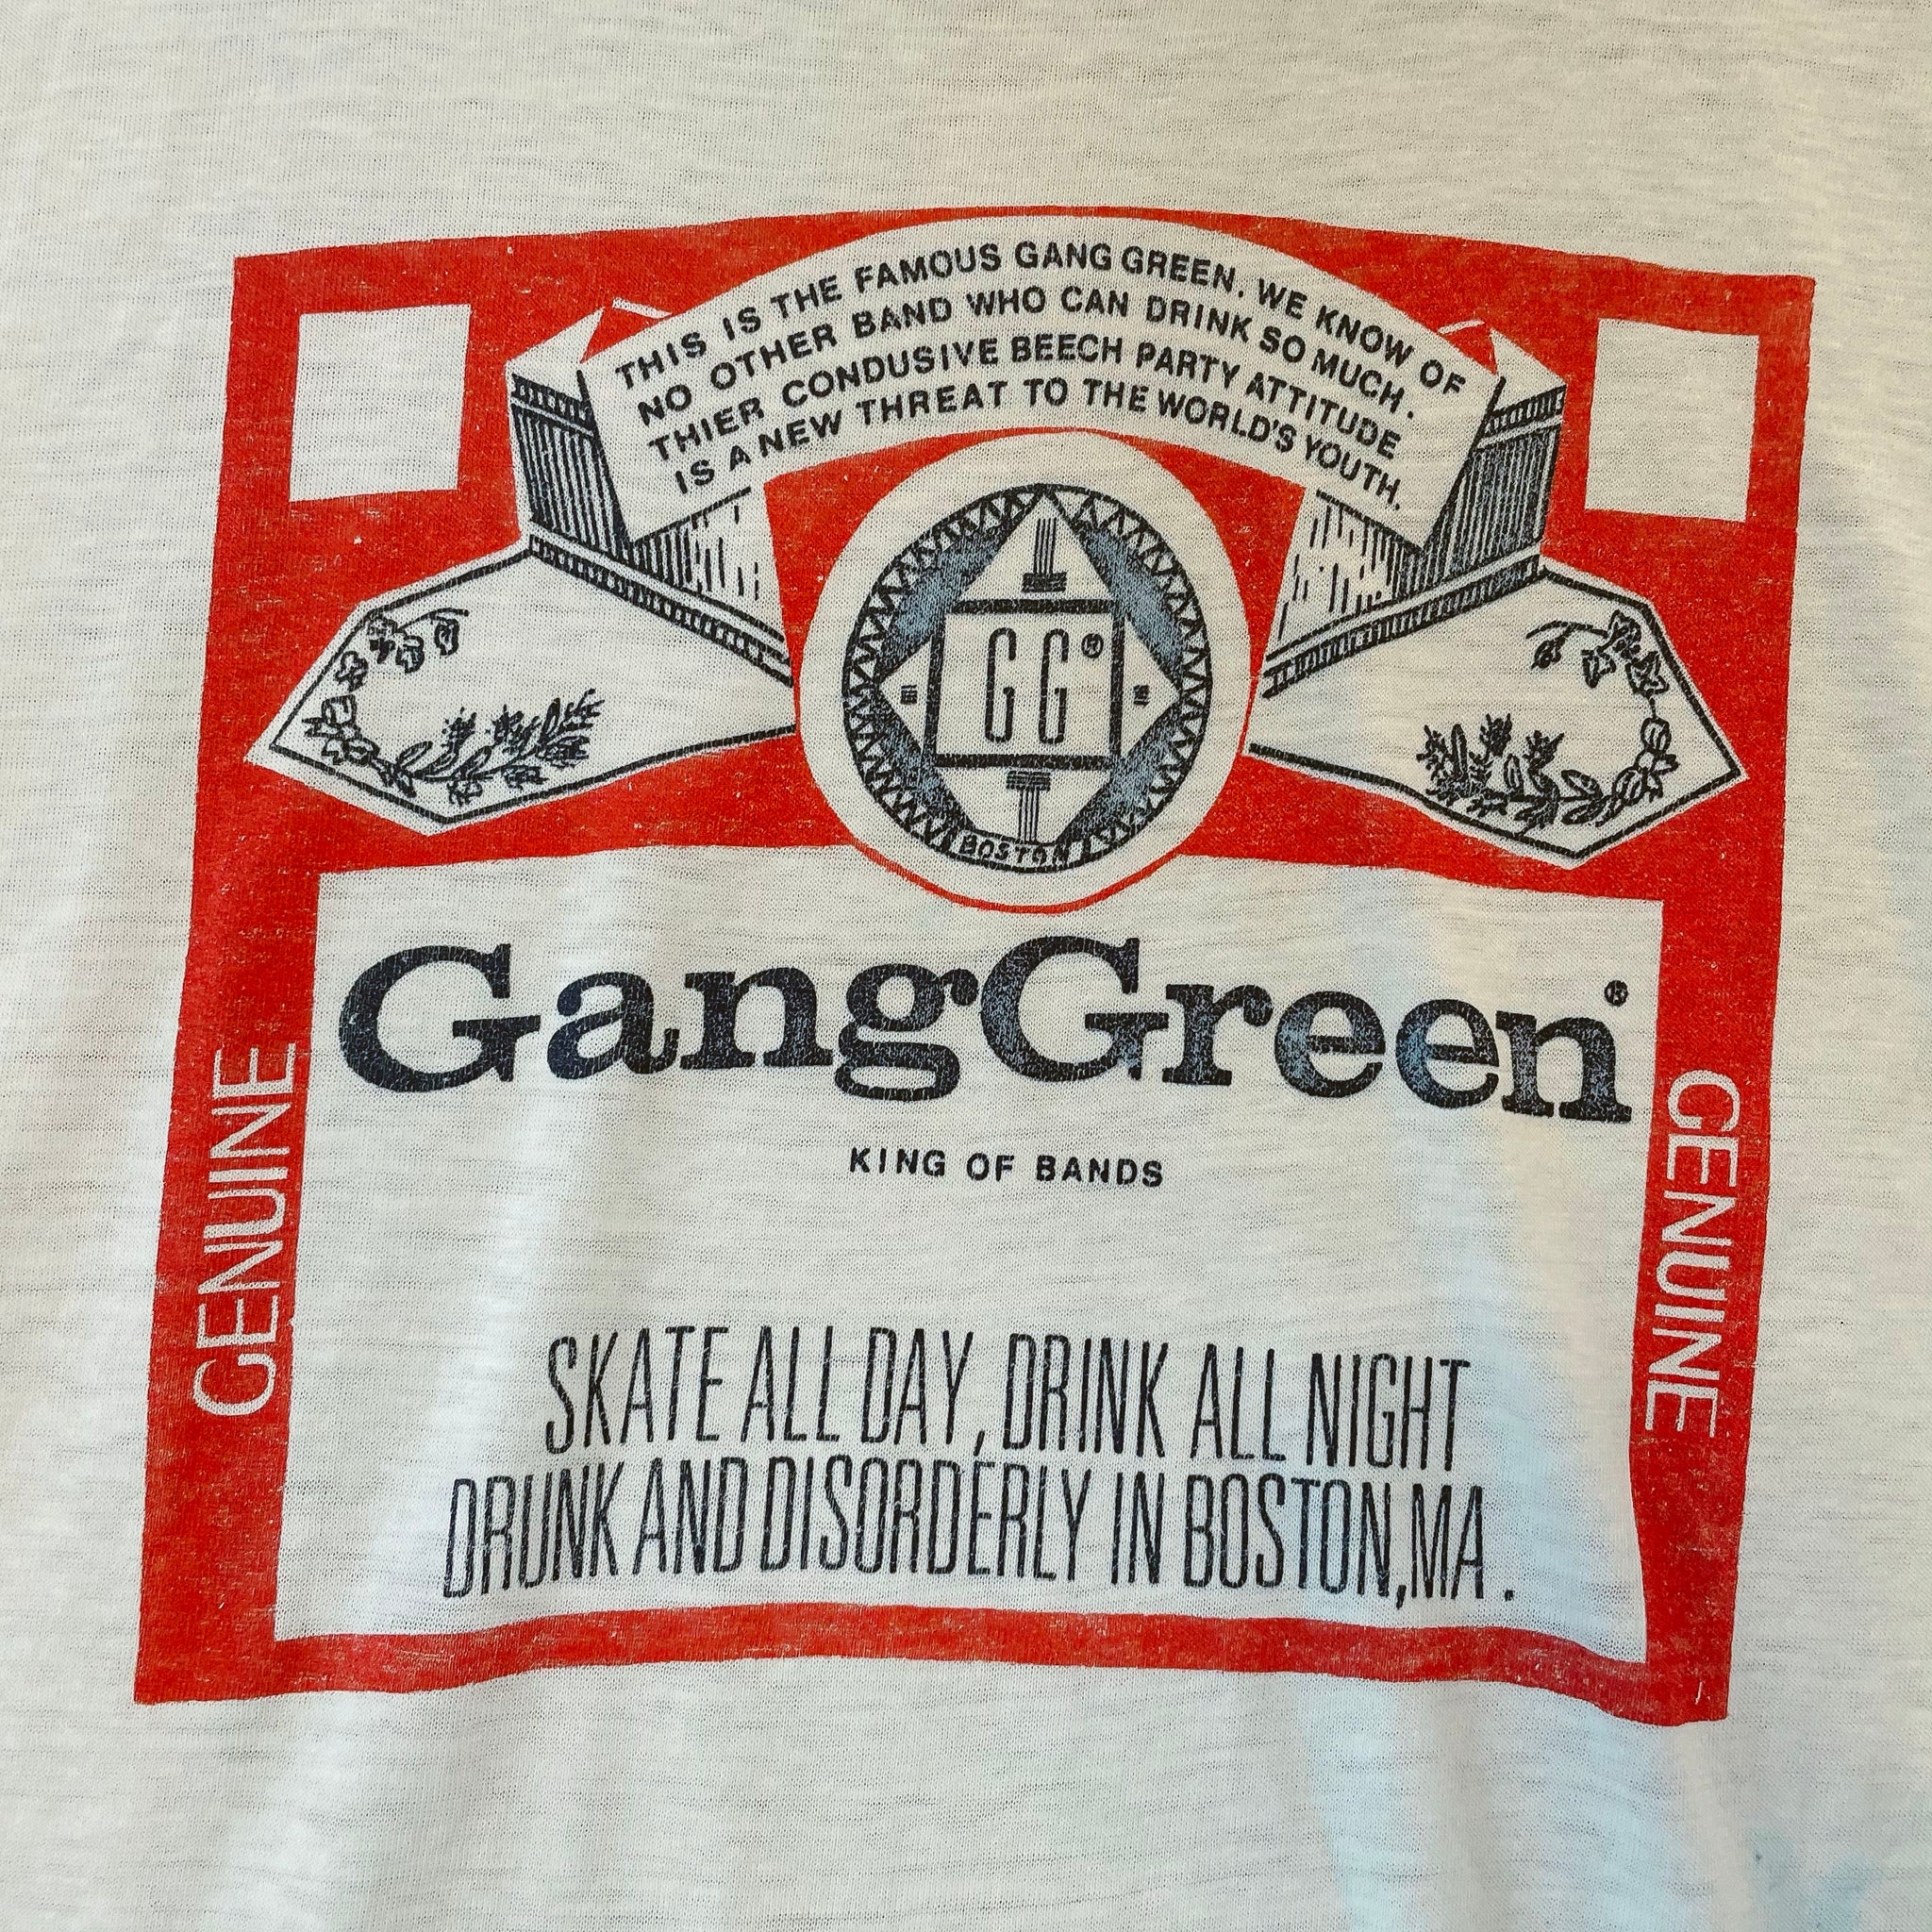 THIS IS THE FAMOUS GANG GREEN. WE KNOW OF
NO OTHER BAND WHO CAN DRINK SO MUCH.
THIER CONDUSIVE BEECH PARTY ATTITUDE
IS A NEW THREAT TO THE WORLD'S YOUTH.
GG®
BOSTON
GangGreen®
KING OF BANDS
GENUINE
GENUINE
SKATE ALL DAY, DRINK ALL NIGHT
DRUNK AND DISORDERLY IN BOSTON, MA.